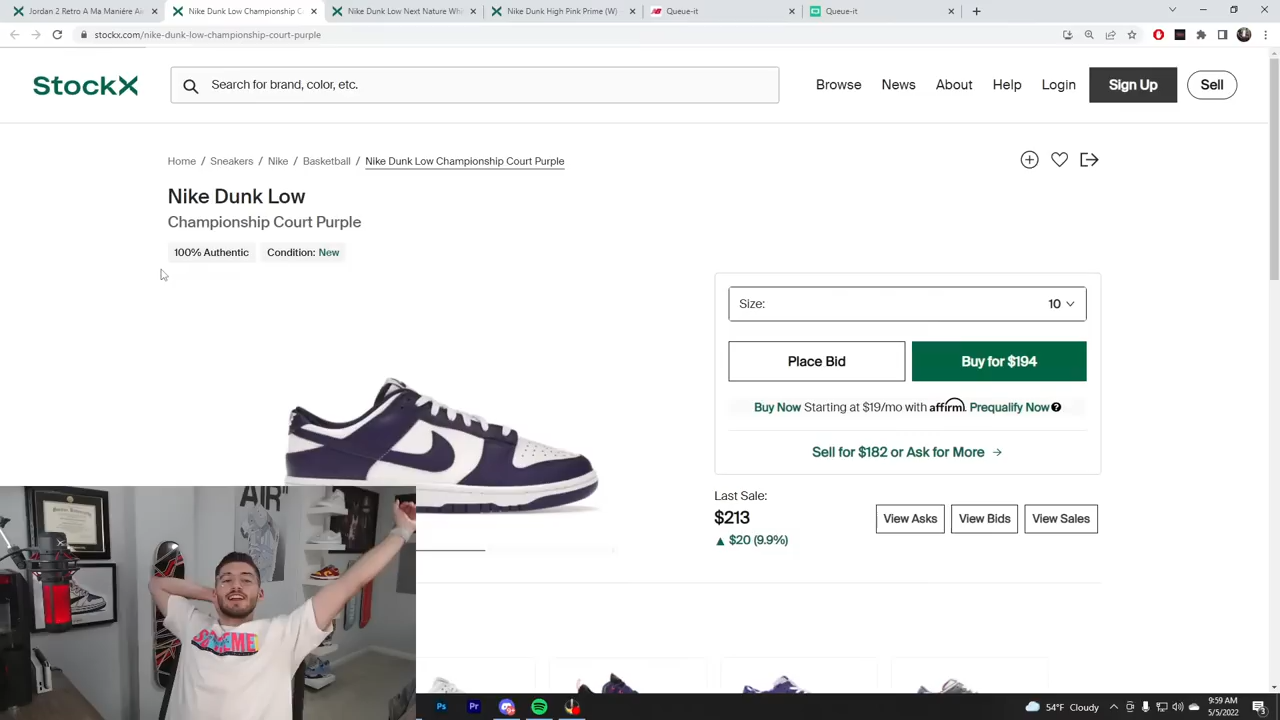 Jordan 2 Retro A Ma Maniére Ai
Nike Dunk Low Championship C
Nike Dunk Low Next Nature Whi
Nike Dunk High Pink Prime (W)
Queue-it
Queue-it
stockx.com/nike-dunk-low-championship-court-purple
StockX
Search for brand, color, etc.
Browse
News
About
Help
Login
Sign Up
Sell
Home / Sneakers / Nike / Basketball / Nike Dunk Low Championship Court Purple
Nike Dunk Low
Championship Court Purple
100% Authentic
Condition: New
Size:
10
Place Bid
Buy for $194
Buy Now Starting at $19/mo with affirm. Prequalify Now
Sell for $182 or Ask for More →
Last Sale:
$213
▲ $20 (9.9%)
View Asks
View Bids
View Sales
AIR"
Ps
Pr
54°F Cloudy
9:59 AM
5/5/2022